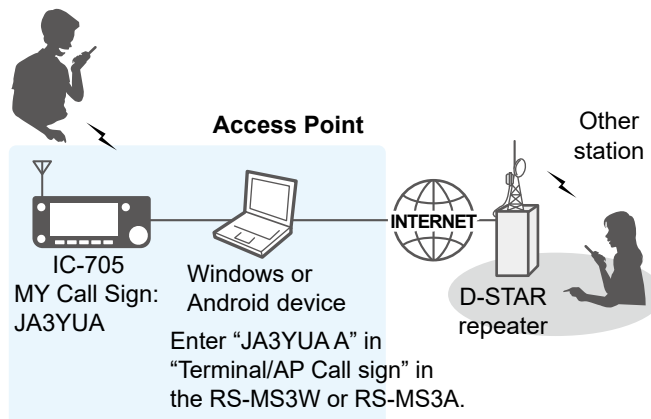 Access Point
Other
station
INTERNET
IC-705
MY Call Sign:
JA3YUA
Windows or
Android device
D-STAR
repeater
Enter “JA3YUA A” in
“Terminal/AP Call sign” in
the RS-MS3W or RS-MS3A.